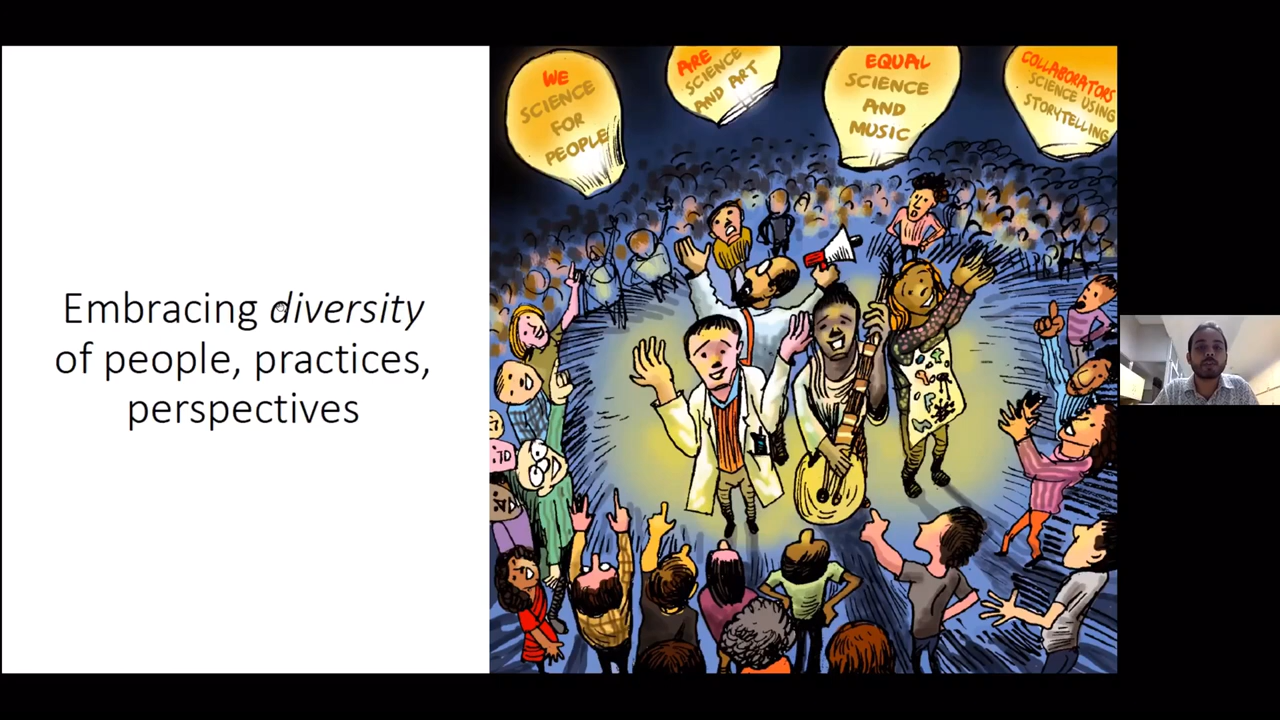 Embracing diversity
of people, practices,
perspectives
WE
SCIENCE
FOR
PEOPLE
ARE
SCIENCE
AND ART
EQUAL
SCIENCE
AND
MUSIC
COLLABORATORS
SCIENCE USING
STORYTELLING